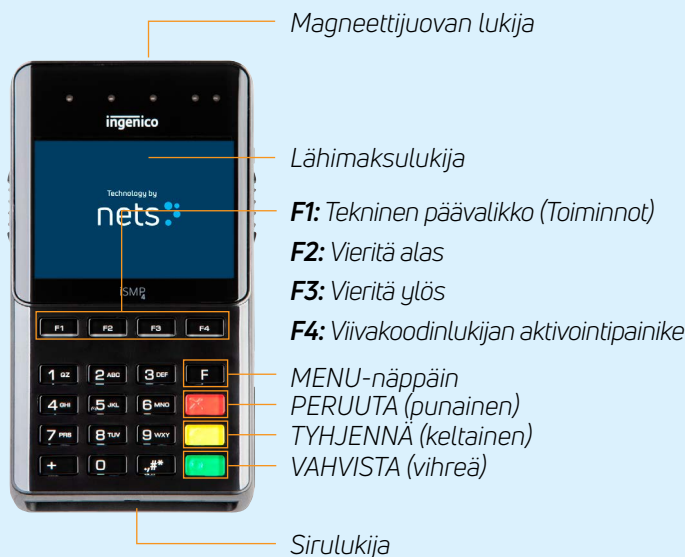 Magneettijuovan lukija
ingenico
Lähimaksulukija
Technology by
nets
F1: Tekninen päävalikko (Toiminnot)
F2: Vieritä alas
F3: Vieritä ylös
iSMP4
F4: Viivakoodinlukijan aktivointipainike
F1 F2 F3 F4
1 QZ 2 ABC 3 DEF F
MENU-näppäin
4 GHI 5 JKL 6 MNO
PERUUTA (punainen)
7 PRS 8 TUV 9 WXY
TYHJENNÄ (keltainen)
+ 0 .,#*
VAHVISTA (vihreä)
Sirulukija